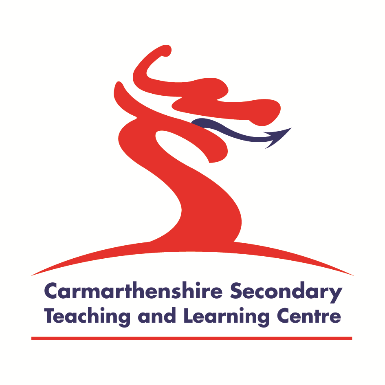 Carmarthenshire Secondary
Teaching and Learning Centre